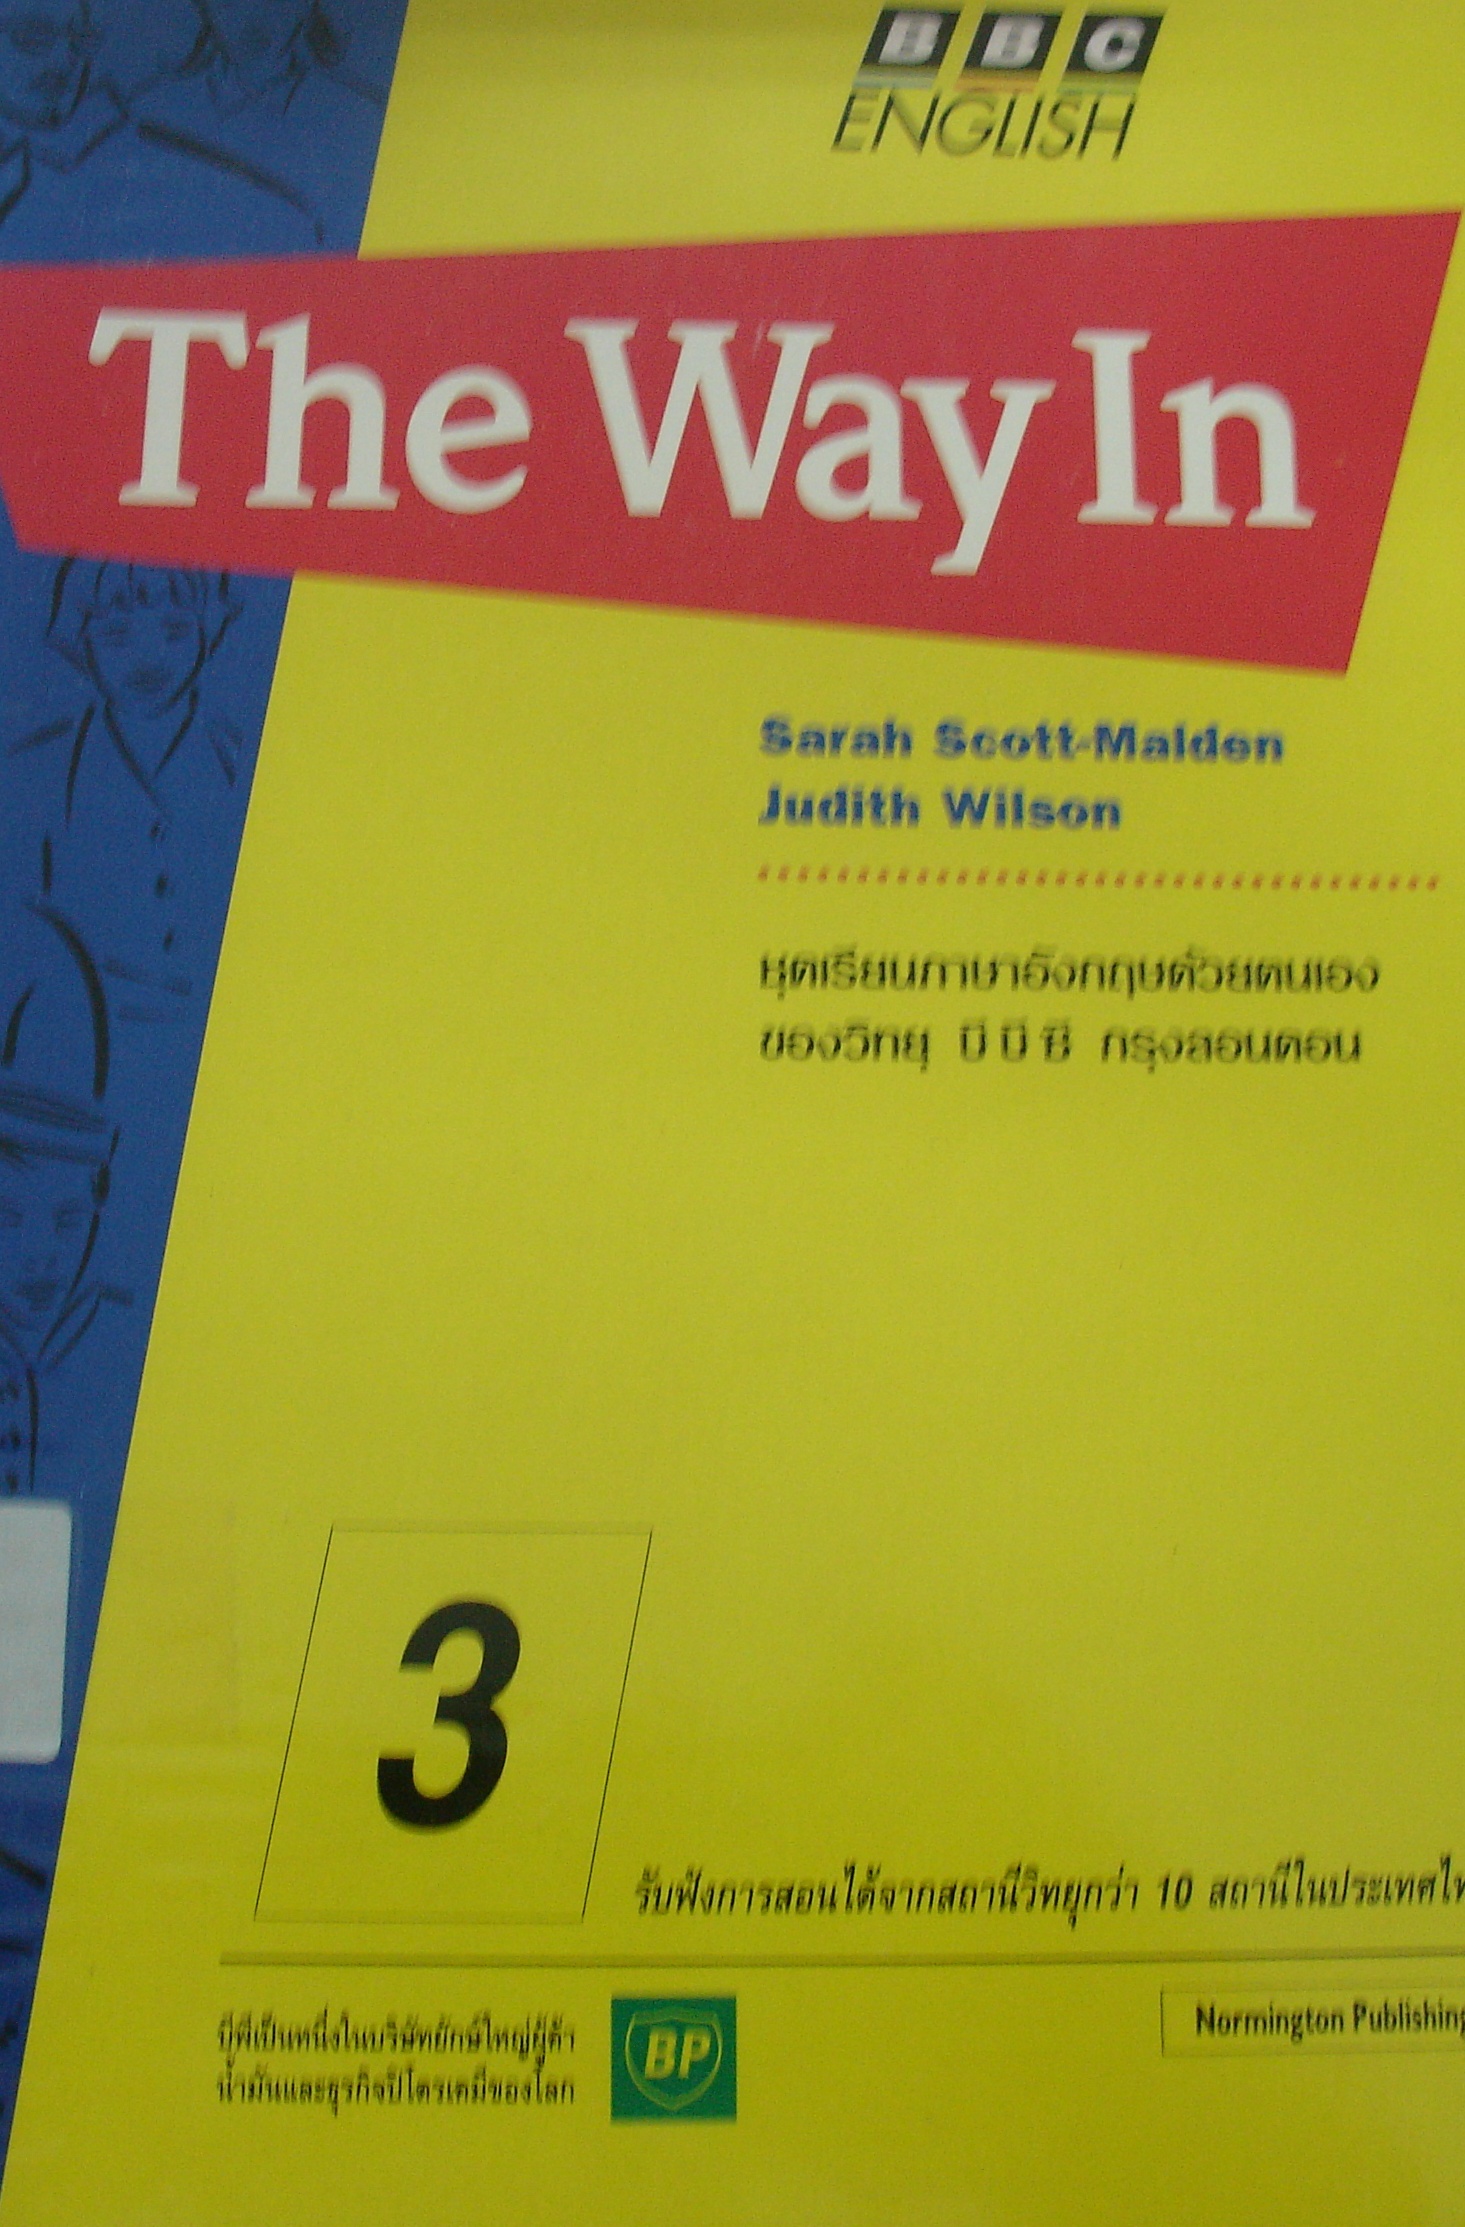 BBC
ENGLISH
The Way In
Sarah Scott-Malden
Judith Wilson
ชุดเรียนภาษาอังกฤษด้วยตนเอง
ของวิทยุ บี บี ซี กรุงลอนดอน
3
รับฟังการสอนได้จากสถานีวิทยุกว่า 10 สถานีในประเทศไท
บีพีเป็นหนึ่งในบริษัทยักษ์ใหญ่ผู้ค้า
น้ำมันและธุรกิจปิโตรเคมีของโลก
BP
Normington Publishing